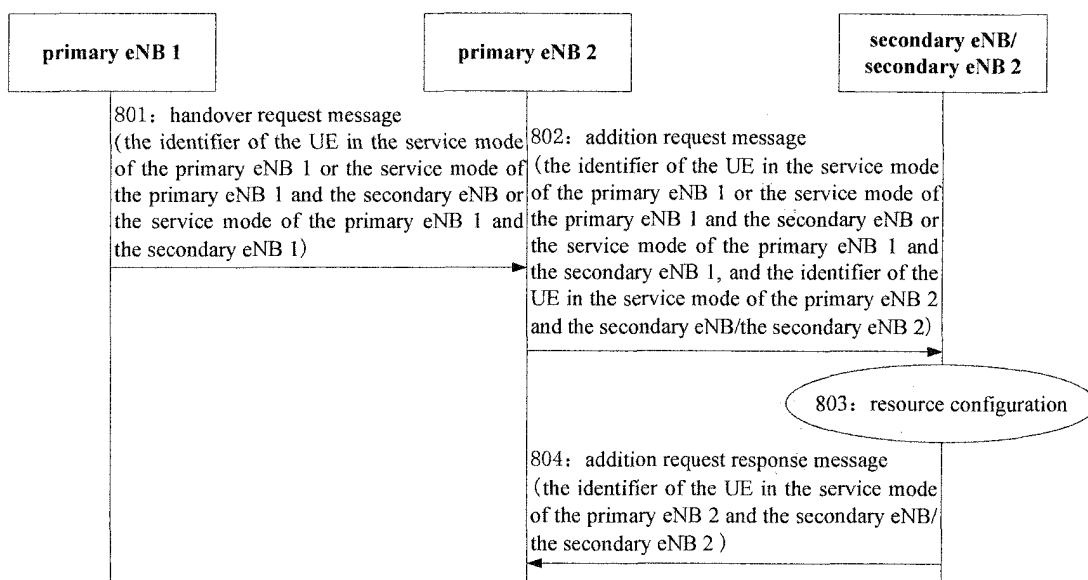 primary eNB 1
primary eNB 2
secondary eNB/
secondary eNB 2
801: handover request message
(the identifier of the UE in the service mode
of the primary eNB 1 or the service mode of
the primary eNB 1 and the secondary eNB or
the service mode of the primary eNB 1 and
the secondary eNB 1)
802: addition request message
(the identifier of the UE in the service mode
of the primary eNB 1 or the service mode of
the primary eNB 1 and the secondary eNB or
the service mode of the primary eNB 1 and
the secondary eNB 1, and the identifier of the
UE in the service mode of the primary eNB 2
and the secondary eNB/the secondary eNB 2)
803: resource configuration
804: addition request response message
(the identifier of the UE in the service mode
of the primary eNB 2 and the secondary eNB/
the secondary eNB 2)